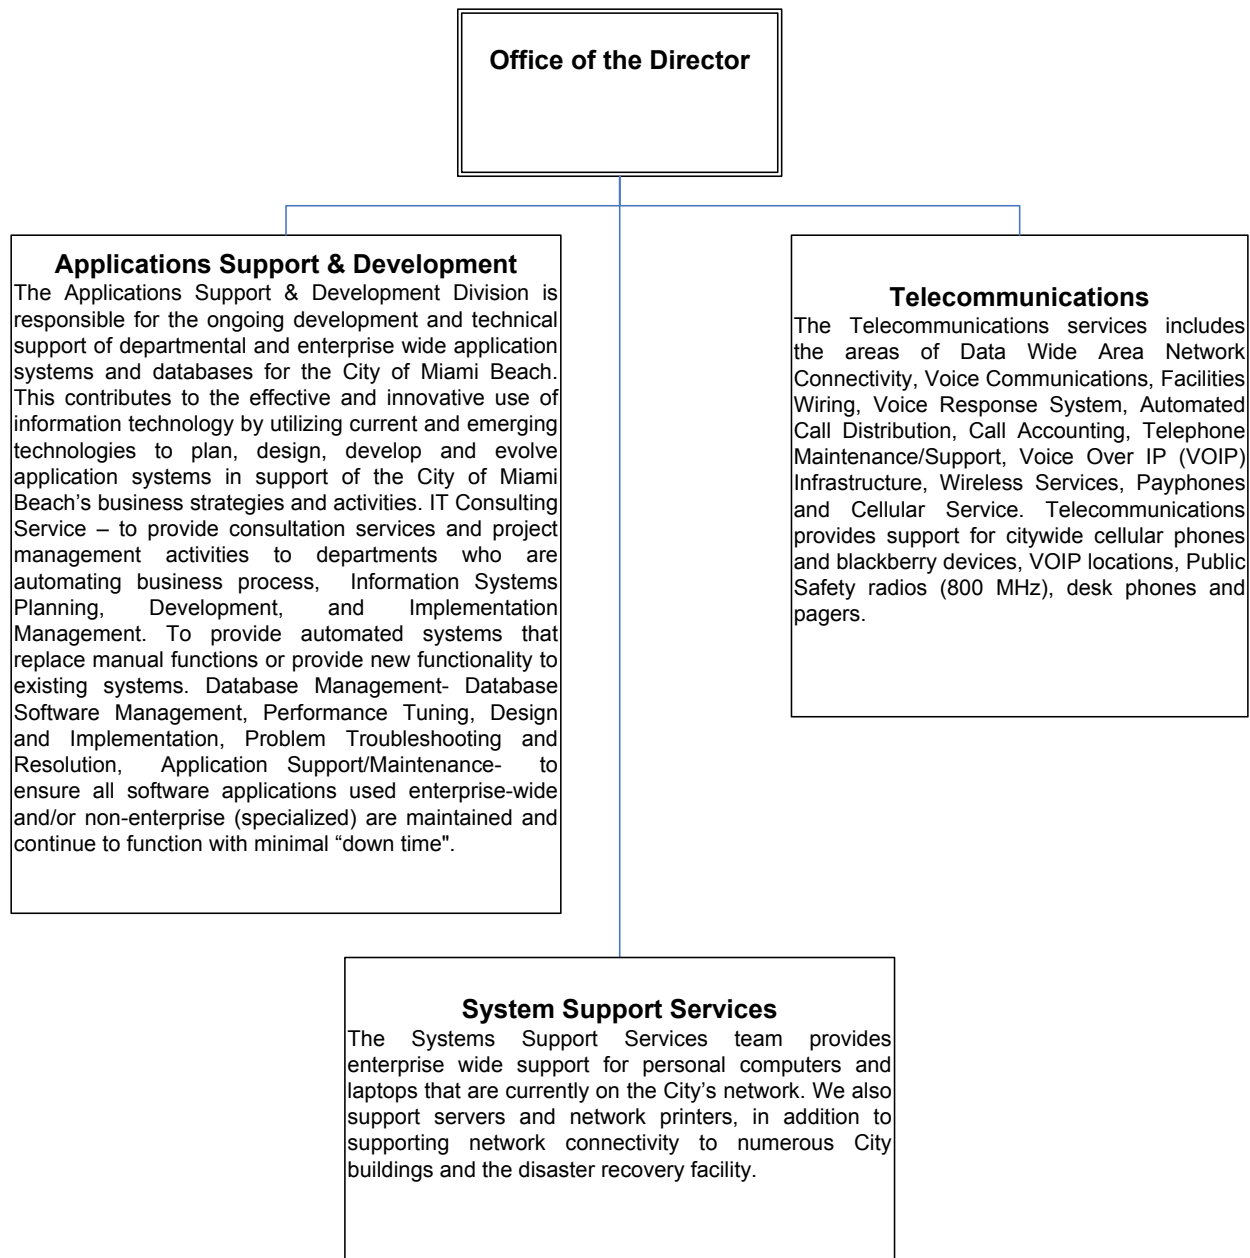 Office of the Director
Applications Support & Development
The Applications Support & Development Division is
responsible for the ongoing development and technical
support of departmental and enterprise wide application
systems and databases for the City of Miami Beach.
This contributes to the effective and innovative use of
information technology by utilizing current and emerging
technologies to plan, design, develop and evolve
application systems in support of the City of Miami
Beach’s business strategies and activities. IT Consulting
Service – to provide consultation services and project
management activities to departments who are
automating business process, Information Systems
Planning, Development, and Implementation
Management. To provide automated systems that
replace manual functions or provide new functionality to
existing systems. Database Management- Database
Software Management, Performance Tuning, Design
and Implementation, Problem Troubleshooting and
Resolution, Application Support/Maintenance- to
ensure all software applications used enterprise-wide
and/or non-enterprise (specialized) are maintained and
continue to function with minimal “down time".
Telecommunications
The Telecommunications services includes
the areas of Data Wide Area Network
Connectivity, Voice Communications, Facilities
Wiring, Voice Response System, Automated
Call Distribution, Call Accounting, Telephone
Maintenance/Support, Voice Over IP (VOIP)
Infrastructure, Wireless Services, Payphones
and Cellular Service. Telecommunications
provides support for citywide cellular phones
and blackberry devices, VOIP locations, Public
Safety radios (800 MHz), desk phones and
pagers.
System Support Services
The Systems Support Services team provides
enterprise wide support for personal computers and
laptops that are currently on the City’s network. We also
support servers and network printers, in addition to
supporting network connectivity to numerous City
buildings and the disaster recovery facility.